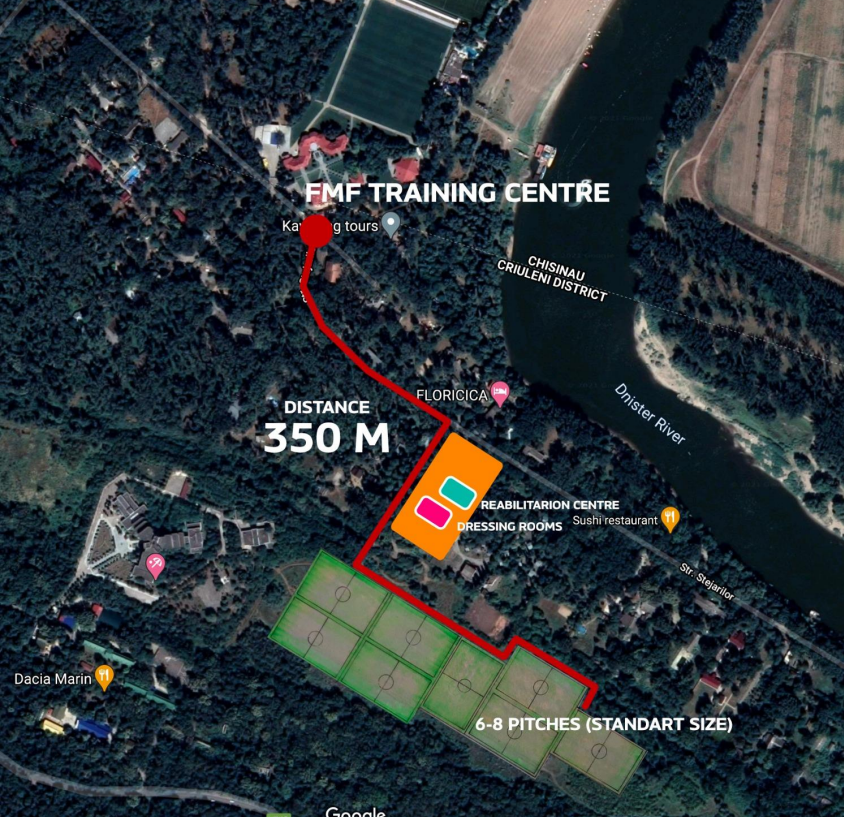 FMF TRAINING CENTRE
Ka
g tours
CHISINAU
CRIULENI DISTRICT
FLORICICA
Dnister River
DISTANCE
350 M
REABILITARION CENTRE
DRESSING ROOMS
Sushi restaurant
Str. Stejarilor
Dacia Marin
6-8 PITCHES (STANDART SIZE)
Google